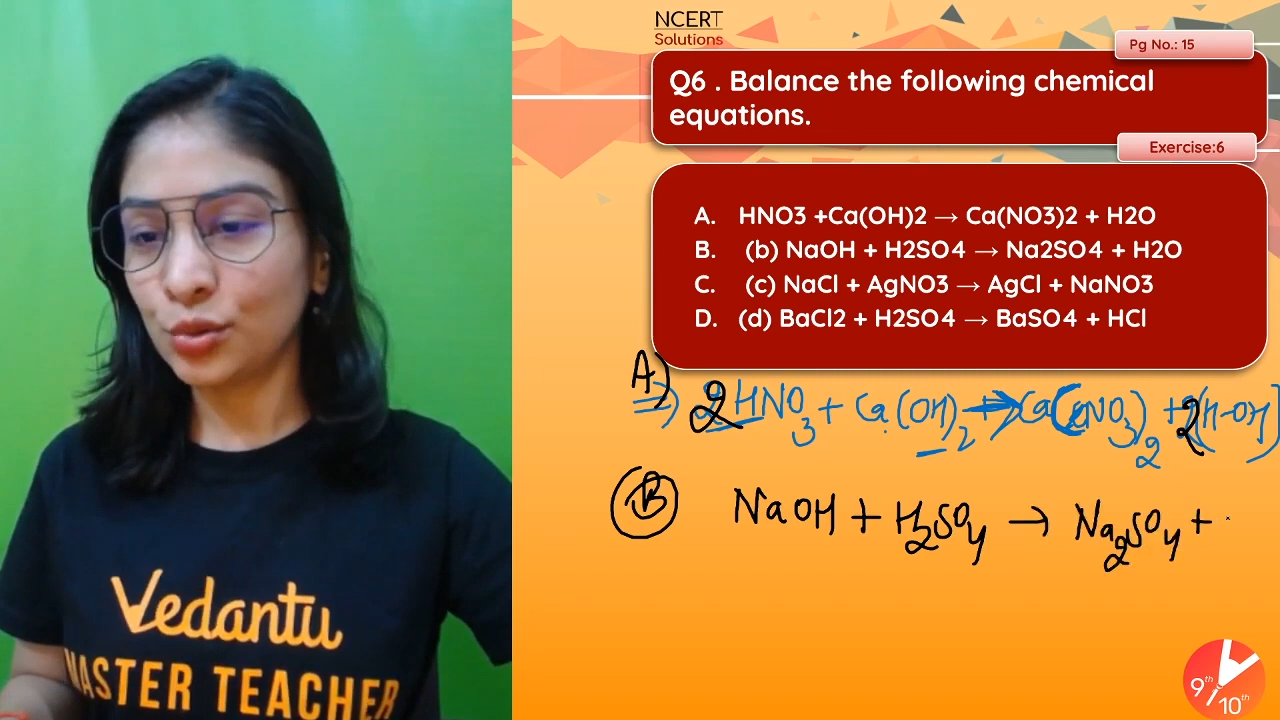 NCERT
Solutions
Pg No.: 15
Q6 . Balance the following chemical
equations.
Exercise:6
A. HNO3 +Ca(OH)2 → Ca(NO3)2 + H2O
B. (b) NaOH + H2SO4 → Na2SO4 + H2O
C. (c) NaCl + AgNO3 → AgCl + NaNO3
D. (d) BaCl2 + H2SO4 → BaSO4 + HCl
A)
⇒ 2HNO3 + Ca(OH)2 → Ca(NO3)2 + 2(H-OH)
B NaOH + H2SO4 → Na2SO4 +
Vedantu
MASTER TEACHER
9th
10th